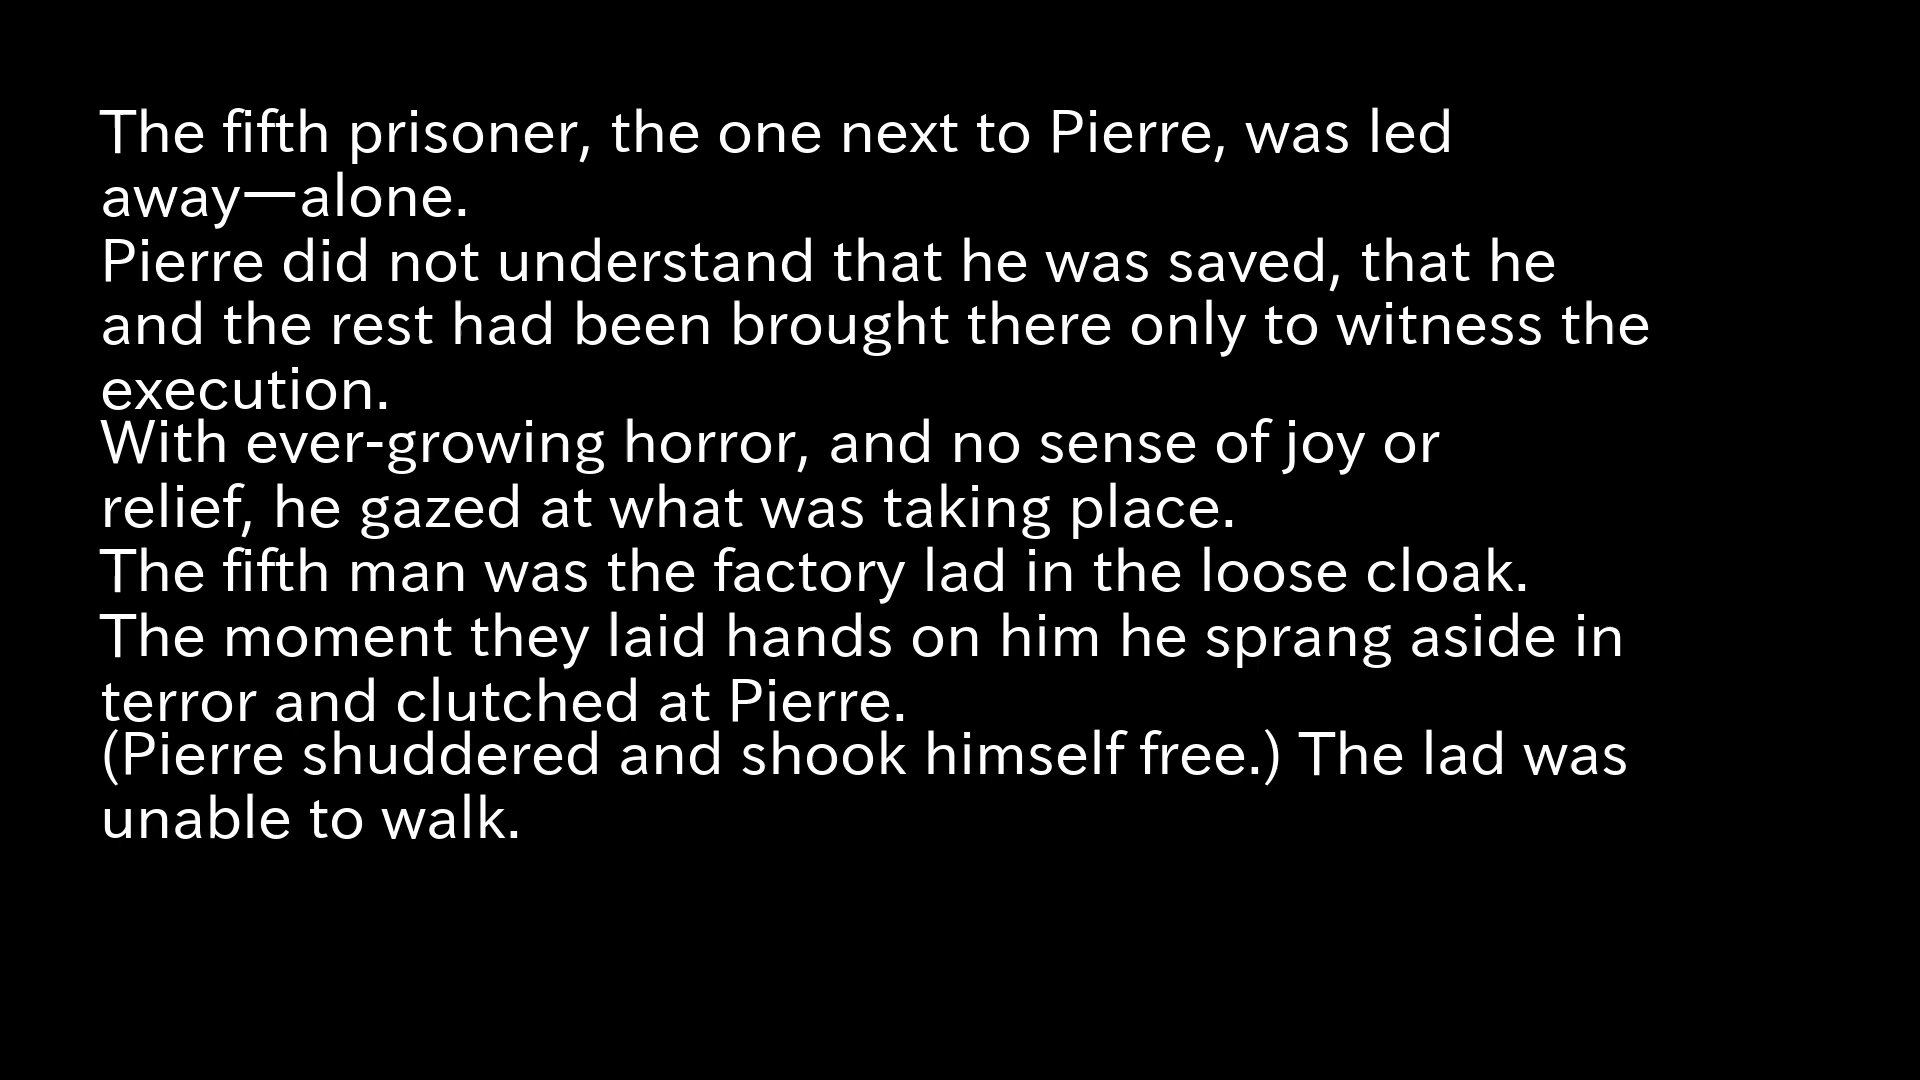 The fifth prisoner, the one next to Pierre, was led
away—alone.
Pierre did not understand that he was saved, that he
and the rest had been brought there only to witness the
execution.
With ever-growing horror, and no sense of joy or
relief, he gazed at what was taking place.
The fifth man was the factory lad in the loose cloak.
The moment they laid hands on him he sprang aside in
terror and clutched at Pierre.
(Pierre shuddered and shook himself free.) The lad was
unable to walk.